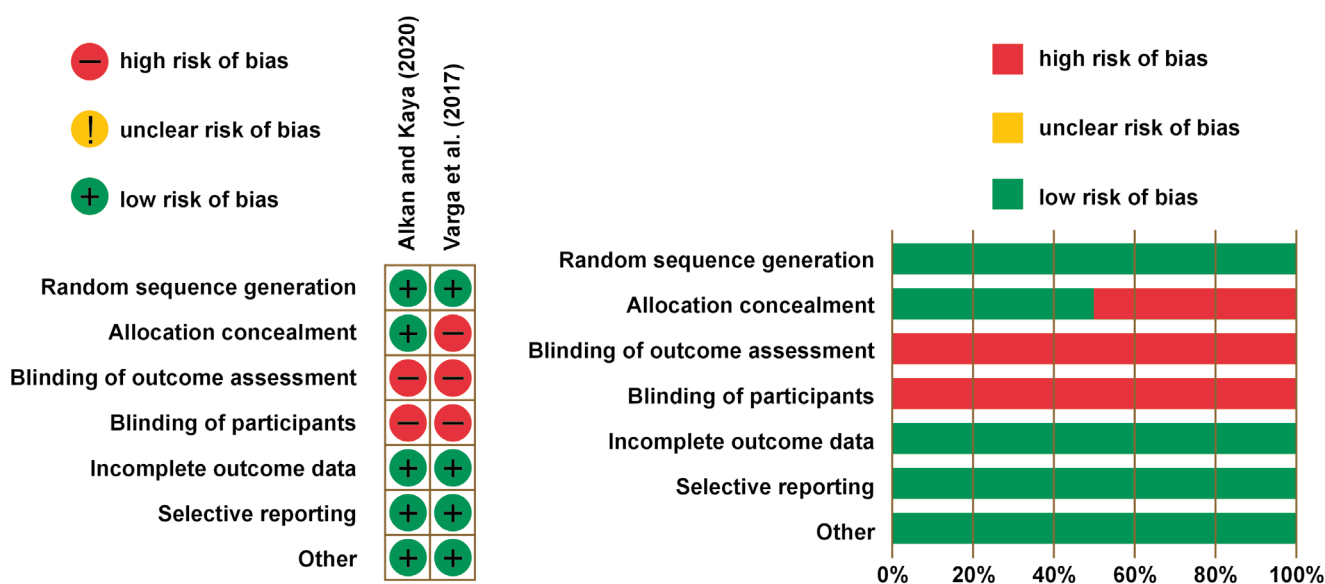 high risk of bias
unclear risk of bias
low risk of bias
Alkan and Kaya (2020)
Varga et al. (2017)
Random sequence generation
Allocation concealment
Blinding of outcome assessment
Blinding of participants
Incomplete outcome data
Selective reporting
Other
high risk of bias
unclear risk of bias
low risk of bias
Random sequence generation
Allocation concealment
Blinding of outcome assessment
Blinding of participants
Incomplete outcome data
Selective reporting
Other
0% 20% 40% 60% 80% 100%